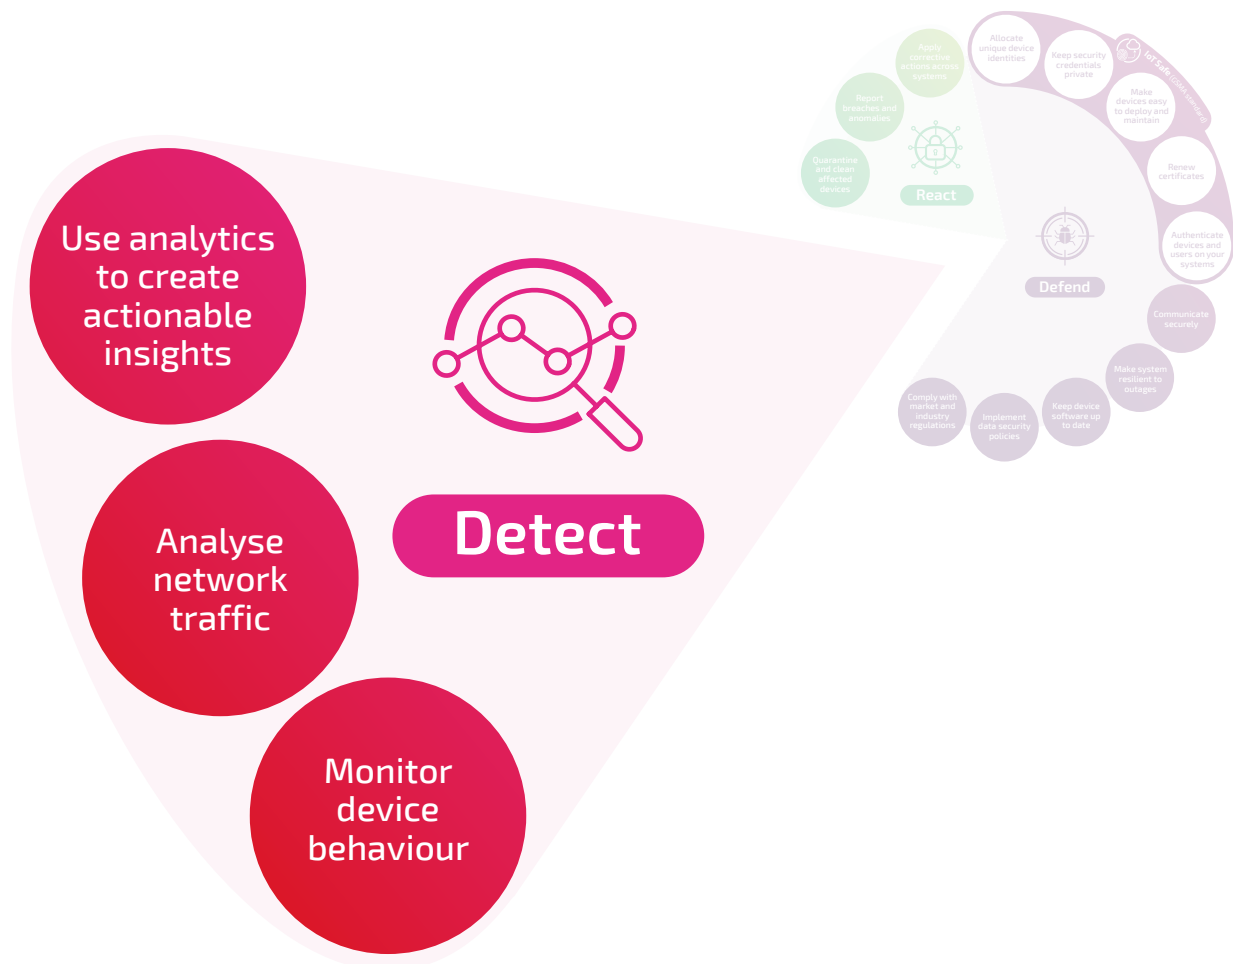 Use analytics
to create
actionable
insights
Analyse
network
traffic
Monitor
device
behaviour
Detect
Apply
corrective
actions across
systems
Report
breaches and
anomalies
Quarantine
and clean
affected
devices
React
Allocate
unique device
identities
Keep security
credentials
private
IoT Safe (GSMA standard)
Make
devices easy
to deploy and
maintain
Renew
certificates
Authenticate
devices and
users on your
systems
Defend
Communicate
securely
Make system
resilient to
outages
Keep device
software up
to date
Implement
data security
policies
Comply with
market and
industry
regulations